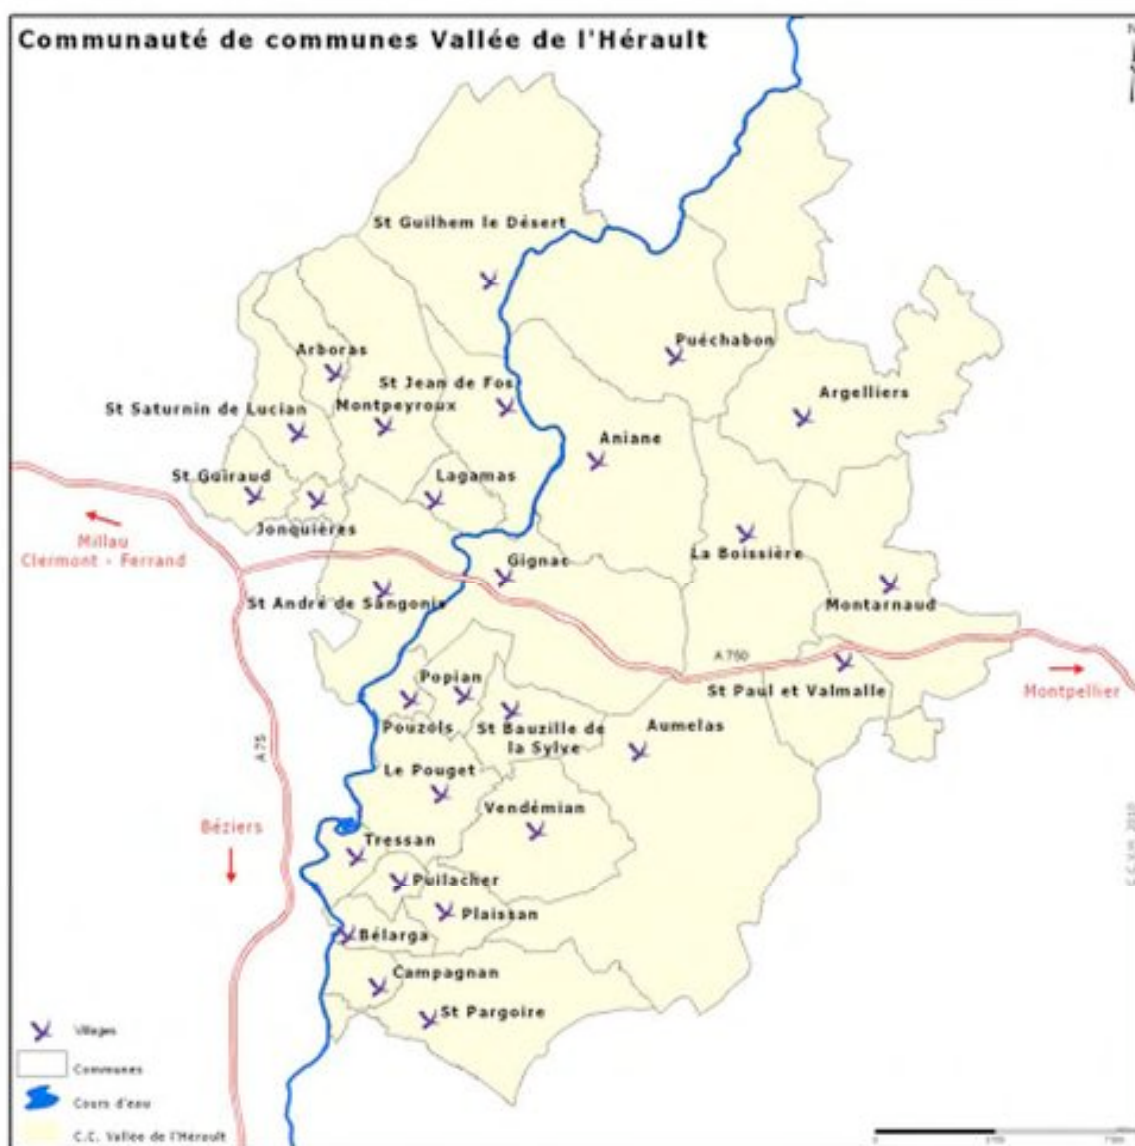 Communauté de communes Vallée de l'Hérault
N
St Guilhem le Désert
Puéchabon
Arboras
St Jean de Fos
Argelliers
St Saturnin de Lucian
Montpeyroux
Aniane
St Guiraud
Lagamas
Jonquières
Millau
Clermont - Ferrand
La Boissière
Gignac
St André de Sangonis
Montarnaud
A 750
Popian
St Paul et Valmalle
Montpellier
Pouzols
St Bauzille de
la Sylve
Aumelas
A 75
Le Pouget
Vendémian
Béziers
Tressan
Puilacher
Plaissan
Bélarga
Campagnan
St Pargoire
C.C.V.H. 2010
Villages
Communes
Cours d'eau
C.C. Vallée de l'Hérault
0